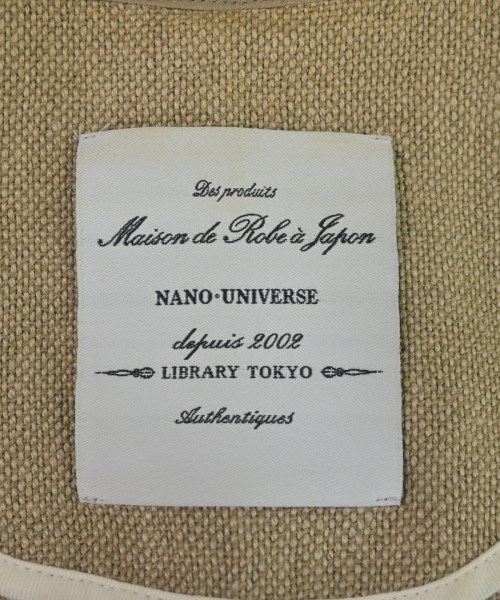 Des produits
Maison de Robe à Japon
NANO·UNIVERSE
depuis 2002
LIBRARY TOKYO
Authentiques